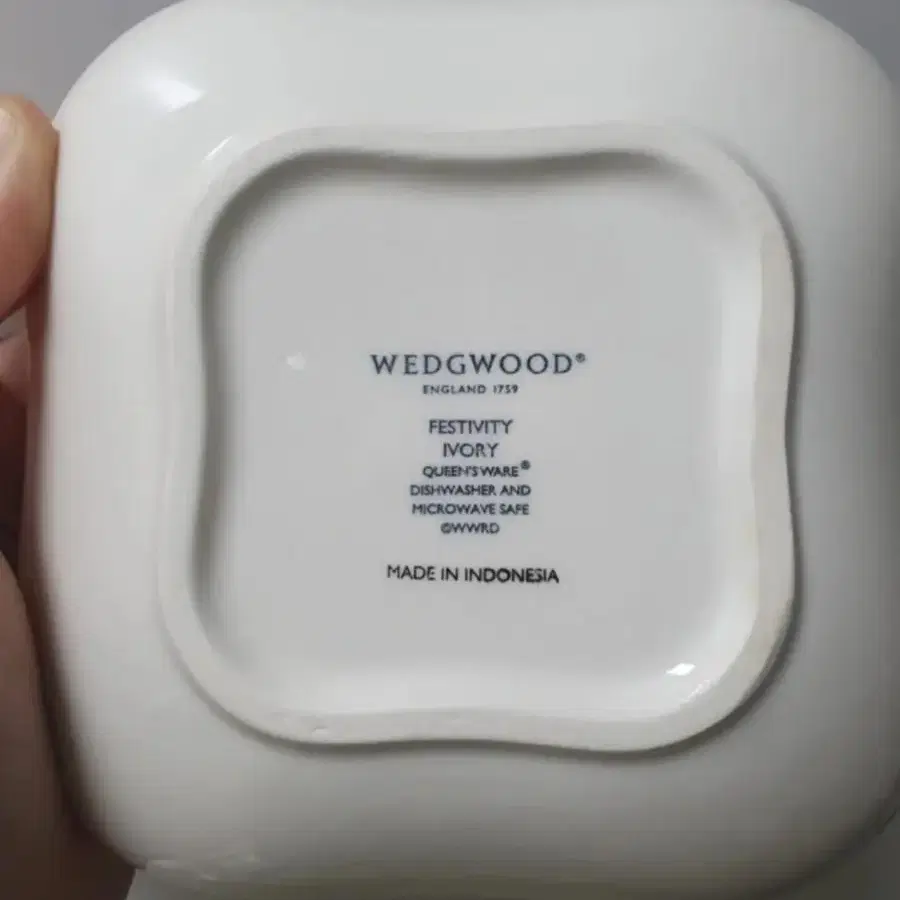 WEDGWOOD®
ENGLAND 1759
FESTIVITY
IVORY
QUEEN'S WARE®
DISHWASHER AND
MICROWAVE SAFE
©WWRD
MADE IN INDONESIA